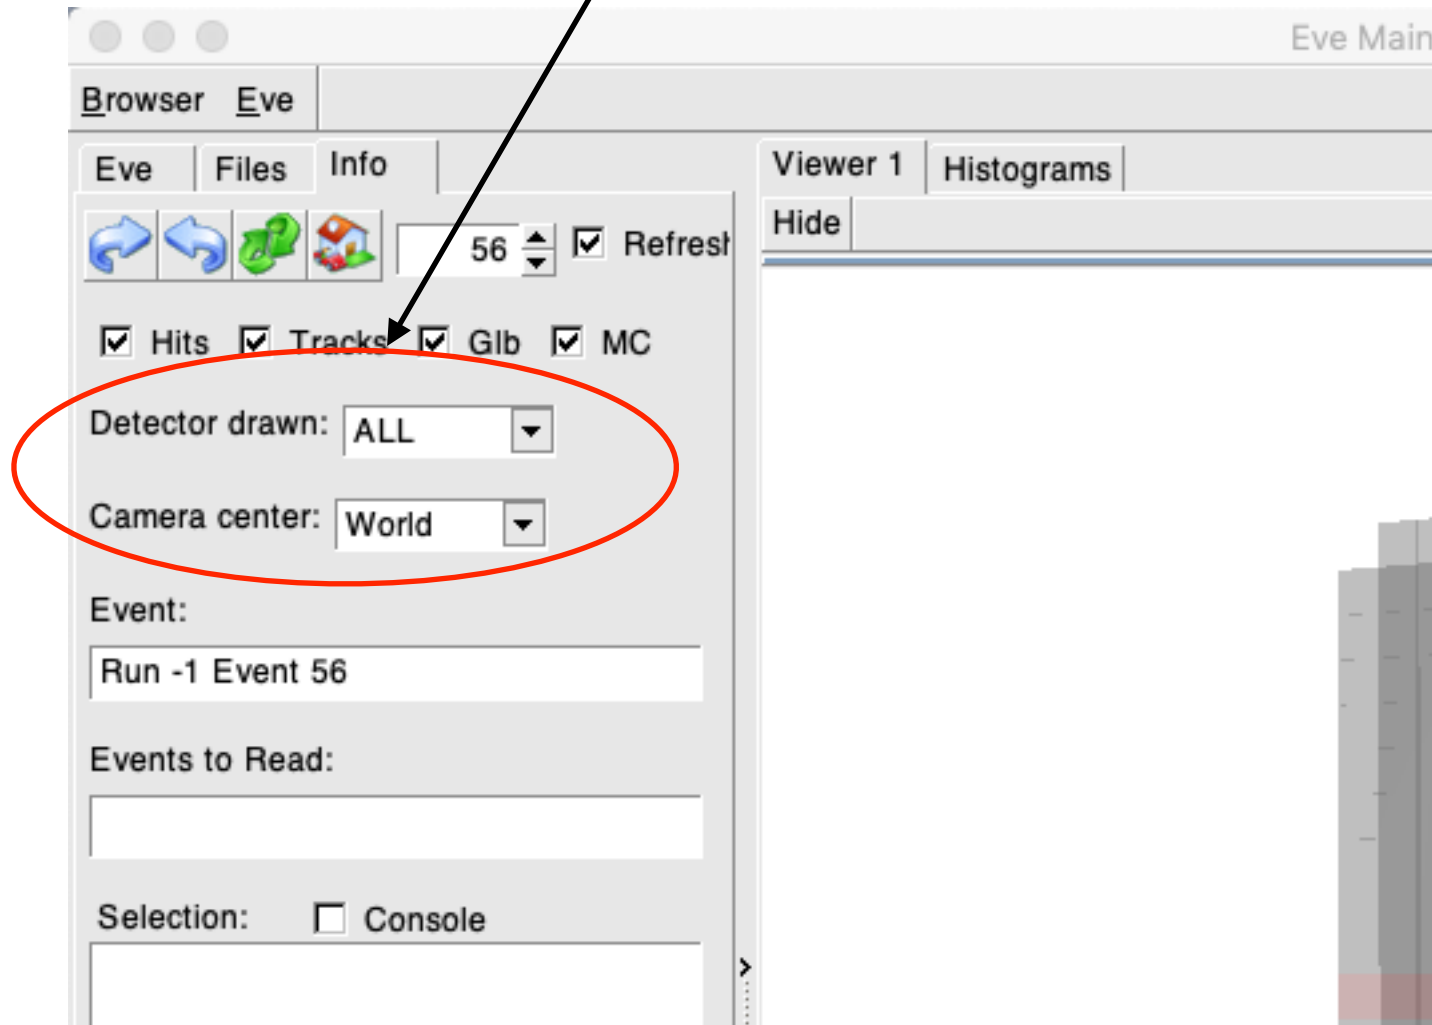 Eve Main
Browser Eve
Eve Files Info
Viewer 1 Histograms
Hide
56 Refresh
Hits Tracks Glb MC
Detector drawn: ALL
Camera center: World
Event:
Run -1 Event 56
Events to Read:
Selection: Console